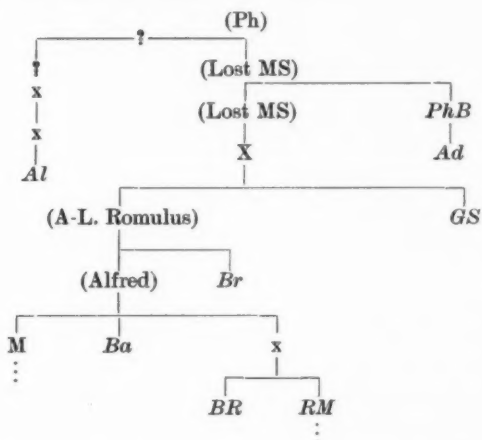 (Ph)
?
? (Lost MS)
x (Lost MS) PhB
x X Ad
Al
(A-L. Romulus) GS
(Alfred) Br
M Ba x
BR RM